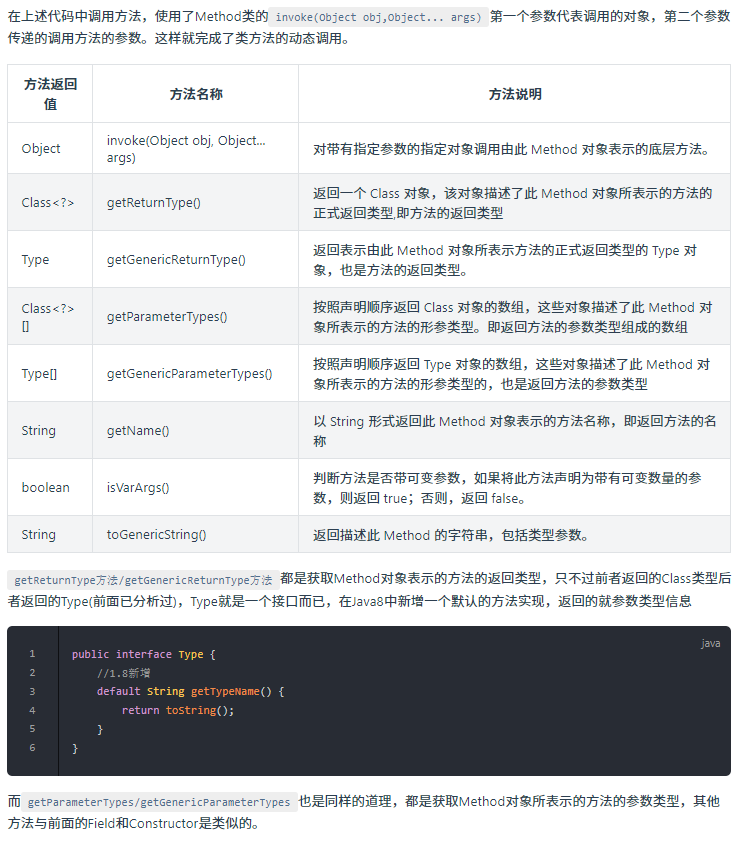 在上述代码中调用方法，使用了Method类的 invoke(Object obj,Object... args) 第一个参数代表调用的对象，第二个参数
传递的调用方法的参数。这样就完成了类方法的动态调用。
方法返回
值
方法名称
方法说明
Object
invoke(Object obj, Object...
args)
对带有指定参数的指定对象调用由此 Method 对象表示的底层方法。
Class<?>
getReturnType()
返回一个 Class 对象，该对象描述了此 Method 对象所表示的方法的
正式返回类型,即方法的返回类型
Type
getGenericReturnType()
返回表示由此 Method 对象所表示方法的正式返回类型的 Type 对
象，也是方法的返回类型。
Class<?>
[]
getParameterTypes()
按照声明顺序返回 Class 对象的数组，这些对象描述了此 Method 对
象所表示的方法的形参类型。即返回方法的参数类型组成的数组
Type[]
getGenericParameterTypes()
按照声明顺序返回 Type 对象的数组，这些对象描述了此 Method 对
象所表示的方法的形参类型的，也是返回方法的参数类型
String
getName()
以 String 形式返回此 Method 对象表示的方法名称，即返回方法的名
称
boolean
isVarArgs()
判断方法是否带可变参数，如果将此方法声明为带有可变数量的参
数，则返回 true；否则，返回 false。
String
toGenericString()
返回描述此 Method 的字符串，包括类型参数。
getReturnType方法/getGenericReturnType方法 都是获取Method对象表示的方法的返回类型，只不过前者返回的Class类型后
者返回的Type(前面已分析过)，Type就是一个接口而已，在Java8中新增一个默认的方法实现，返回的就参数类型信息
java
1 public interface Type {
2 //1.8新增
3 default String getTypeName() {
4 return toString();
5 }
6 }
而 getParameterTypes/getGenericParameterTypes 也是同样的道理，都是获取Method对象所表示的方法的参数类型，其他
方法与前面的Field和Constructor是类似的。